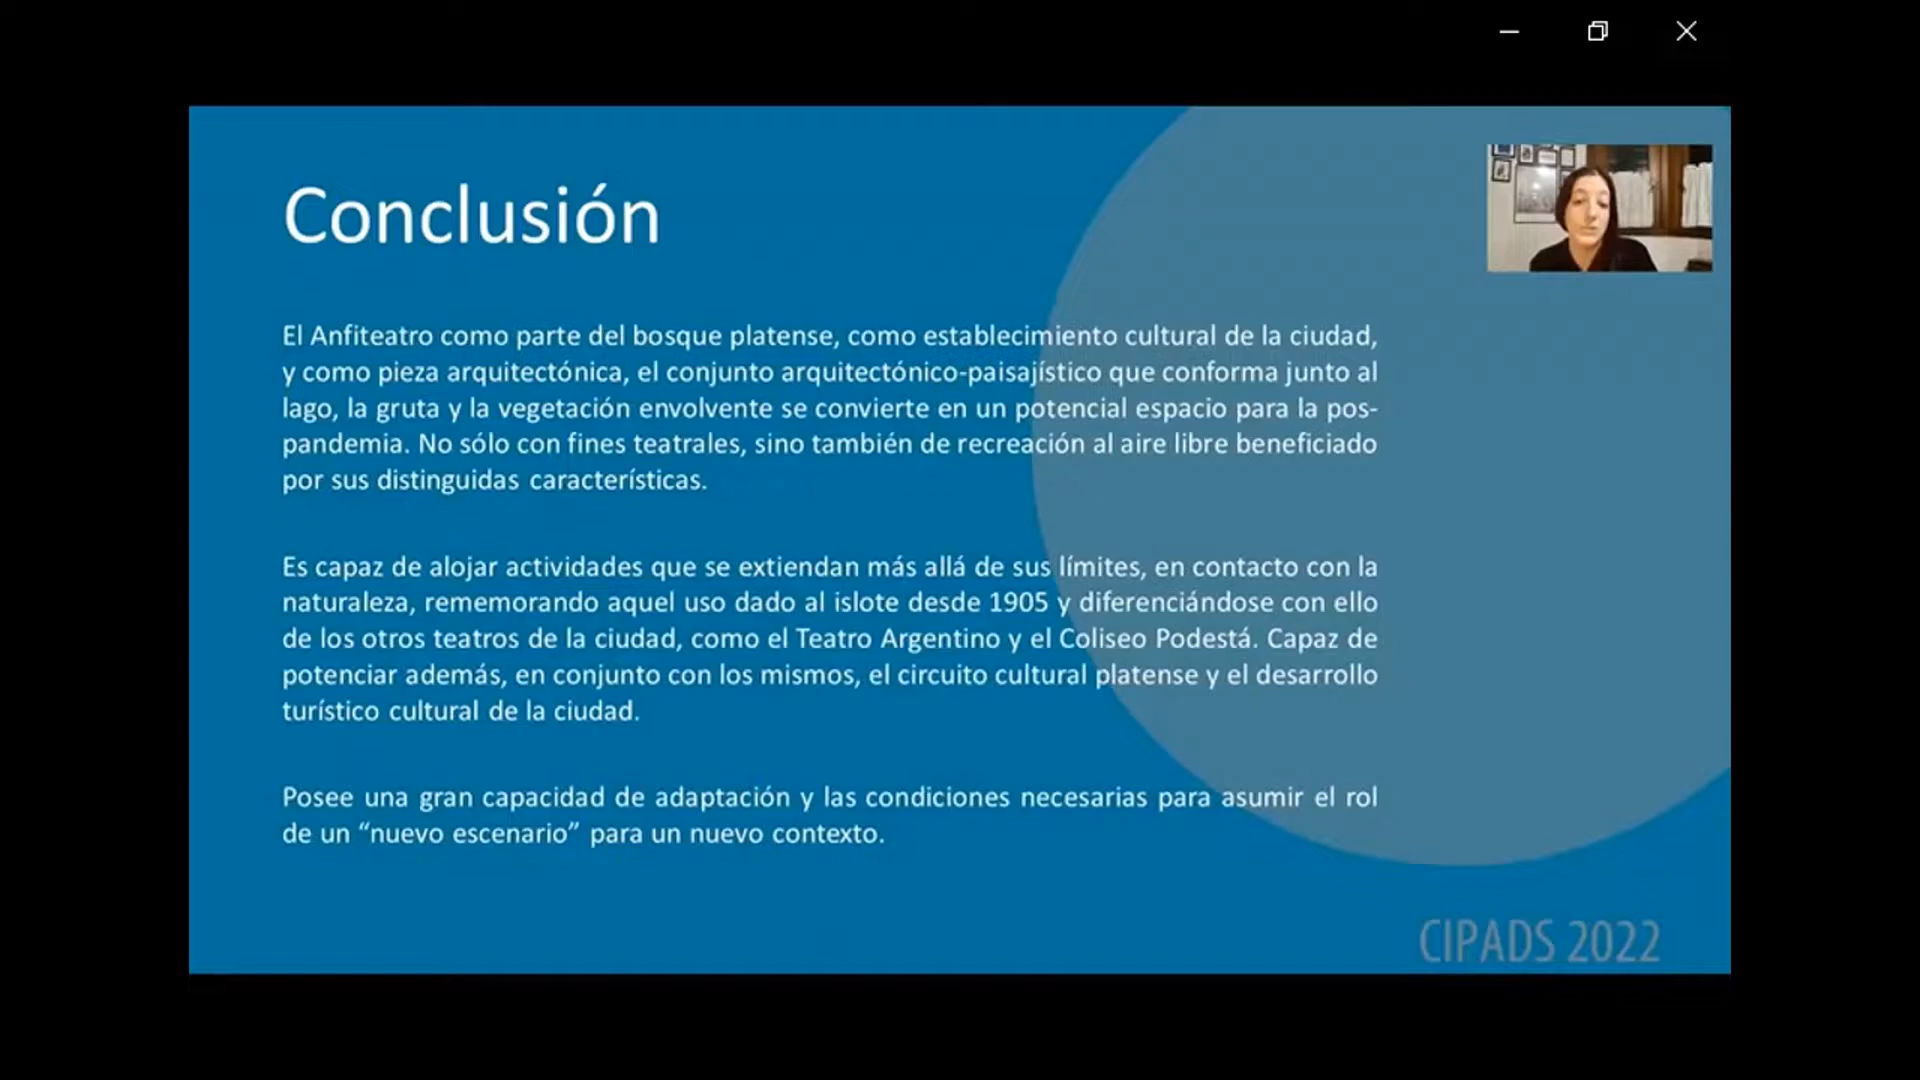 Conclusión
El Anfiteatro como parte del bosque platense, como establecimiento cultural de la ciudad,
y como pieza arquitectónica, el conjunto arquitectónico-paisajístico que conforma junto al
lago, la gruta y la vegetación envolvente se convierte en un potencial espacio para la pos-
pandemia. No sólo con fines teatrales, sino también de recreación al aire libre beneficiado
por sus distinguidas características.
Es capaz de alojar actividades que se extiendan más allá de sus límites, en contacto con la
naturaleza, rememorando aquel uso dado al islote desde 1905 y diferenciándose con ello
de los otros teatros de la ciudad, como el Teatro Argentino y el Coliseo Podestá. Capaz de
potenciar además, en conjunto con los mismos, el circuito cultural platense y el desarrollo
turístico cultural de la ciudad.
Posee una gran capacidad de adaptación y las condiciones necesarias para asumir el rol
de un “nuevo escenario” para un nuevo contexto.
CIPADS 2022